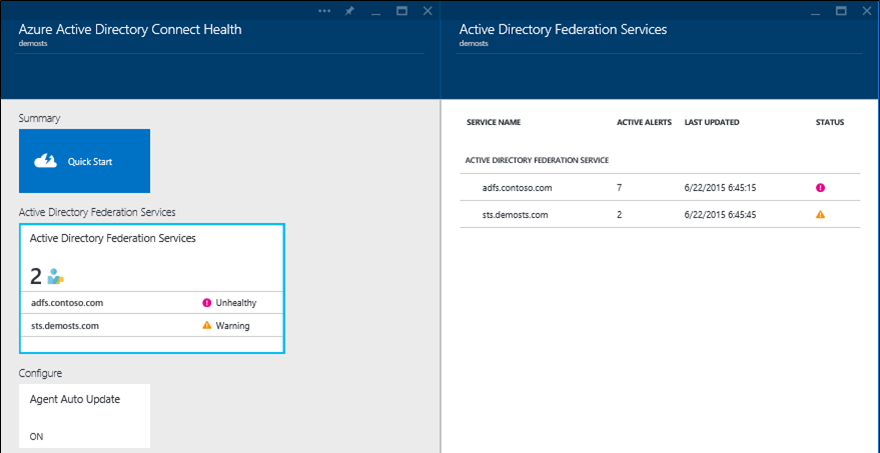 Azure Active Directory Connect Health
demosts
Summary
Quick Start
Active Directory Federation Services
Active Directory Federation Services
2
adfs.contoso.com Unhealthy
sts.demosts.com Warning
Configure
Agent Auto Update
ON
Active Directory Federation Services
demosts
SERVICE NAME ACTIVE ALERTS LAST UPDATED STATUS
ACTIVE DIRECTORY FEDERATION SERVICE
adfs.contoso.com 7 6/22/2015 6:45:15
sts.demosts.com 2 6/22/2015 6:45:45